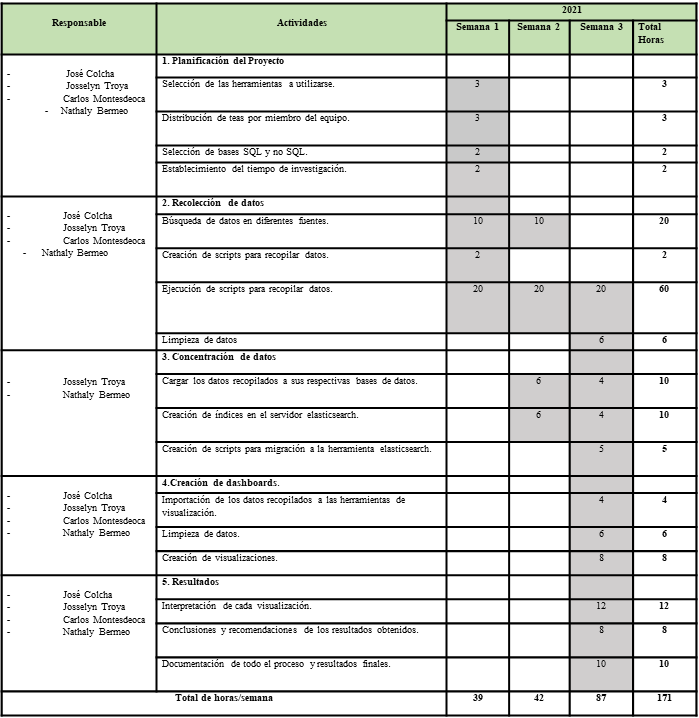 Responsable
Actividades
2021
Semana 1 Semana 2 Semana 3 Total
Horas
- José Colcha
- Josselyn Troya
- Carlos Montesdeoca
- Nathaly Bermeo
1. Planificación del Proyecto
Selección de las herramientas a utilizarse. 3 3
Distribución de teas por miembro del equipo. 3 3
Selección de bases SQL y no SQL. 2 2
Establecimiento del tiempo de investigación. 2 2
- José Colcha
- Josselyn Troya
- Carlos Montesdeoca
- Nathaly Bermeo
2. Recolección de datos
Búsqueda de datos en diferentes fuentes. 10 10 20
Creación de scripts para recopilar datos. 2 2
Ejecución de scripts para recopilar datos. 20 20 20 60
Limpieza de datos 6 6
- Josselyn Troya
- Nathaly Bermeo
3. Concentración de datos
Cargar los datos recopilados a sus respectivas bases de datos. 6 4 10
Creación de índices en el servidor elasticsearch. 6 4 10
Creación de scripts para migración a la herramienta elasticsearch. 5 5
- José Colcha
- Josselyn Troya
- Carlos Montesdeoca
- Nathaly Bermeo
4.Creación de dashboards.
Importación de los datos recopilados a las herramientas de
visualización. 4 4
Limpieza de datos. 6 6
Creación de visualizaciones. 8 8
- José Colcha
- Josselyn Troya
- Carlos Montesdeoca
- Nathaly Bermeo
5. Resultados
Interpretación de cada visualización. 12 12
Conclusiones y recomendaciones de los resultados obtenidos. 8 8
Documentación de todo el proceso y resultados finales. 10 10
Total de horas/semana 39 42 87 171